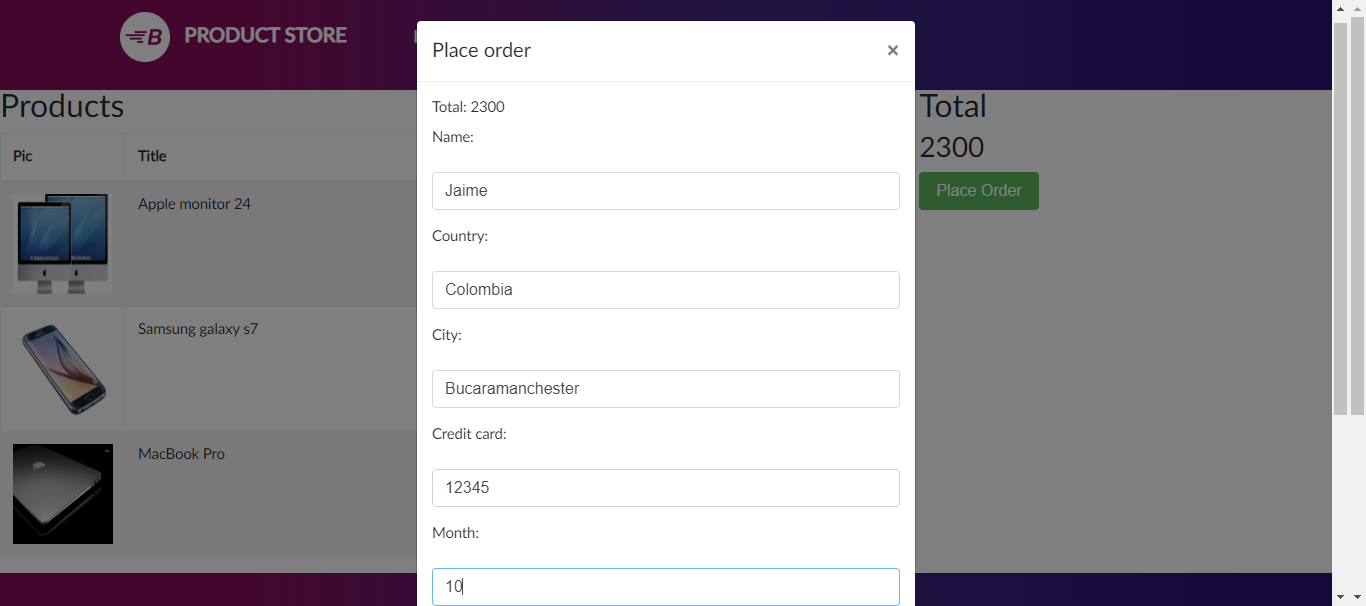 B PRODUCT STORE
Place order ×
Total: 2300
Name:
Jaime
Country:
Colombia
City:
Bucaramanchester
Credit card:
12345
Month:
10
Products
Pic Title
Apple monitor 24
Samsung galaxy s7
MacBook Pro
Total
2300
Place Order